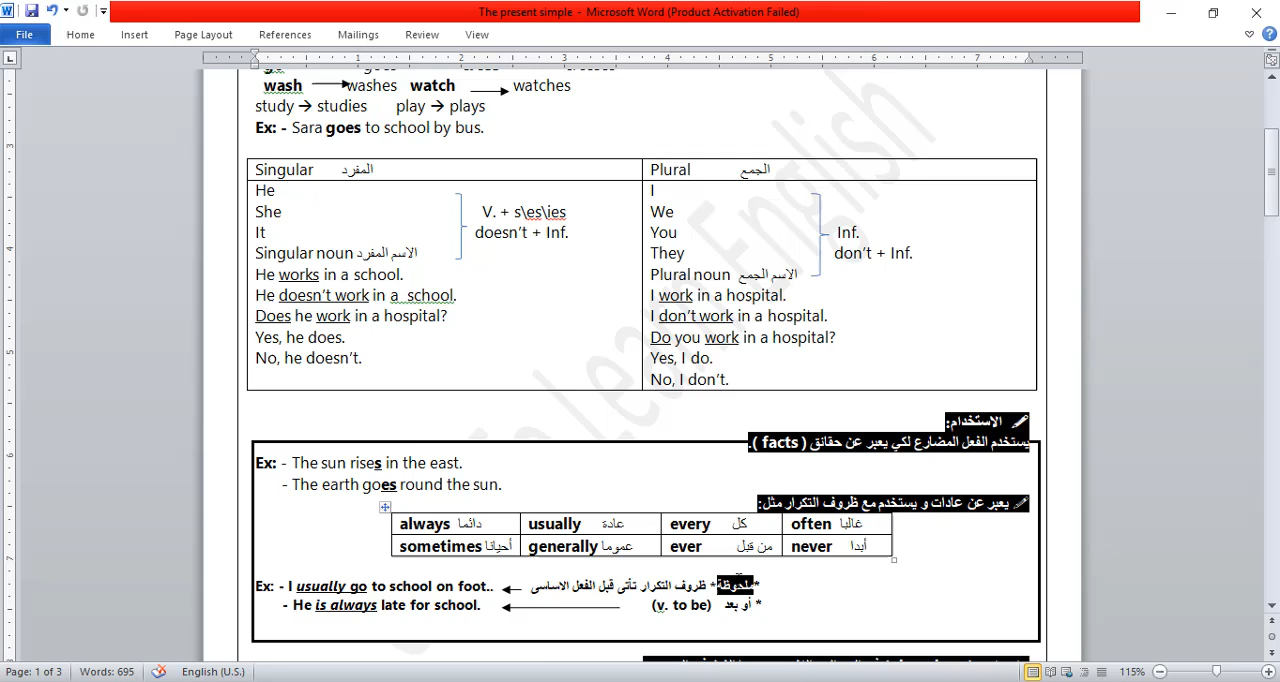 The present simple - Microsoft Word (Product Activation Failed)
File Home Insert Page Layout References Mailings Review View
1 2 3 4 5 6 7
wash washes watch watches
study → studies play → plays
Ex: - Sara goes to school by bus.
Singular المفرد
He
She V. + s\es\ies
It doesn't + Inf.
Singular noun الاسم المفرد
He works in a school.
He doesn't work in a school.
Does he work in a hospital?
Yes, he does.
No, he doesn't.
Plural الجمع
I
We
You Inf.
They don't + Inf.
Plural noun الاسم الجمع
I work in a hospital.
I don't work in a hospital.
Do you work in a hospital?
Yes, I do.
No, I don't.
الاستخدام:
يستخدم الفعل المضارع لكي يعبر عن حقائق ( facts ).
Ex: - The sun rises in the east.
- The earth goes round the sun.
يعبر عن عادات و يستخدم مع ظروف التكرار مثل:
always دائما usually عادة every كل often غالبا
sometimes أحيانا generally عموما ever من قبل never أبدا
Ex: - I usually go to school on foot.. *ملحوظة* ظروف التكرار تأتى قبل الفعل الاساسى
- He is always late for school. * أو بعد (v. to be)
Learn English
Page: 1 of 3 Words: 695 English (U.S.) 115%